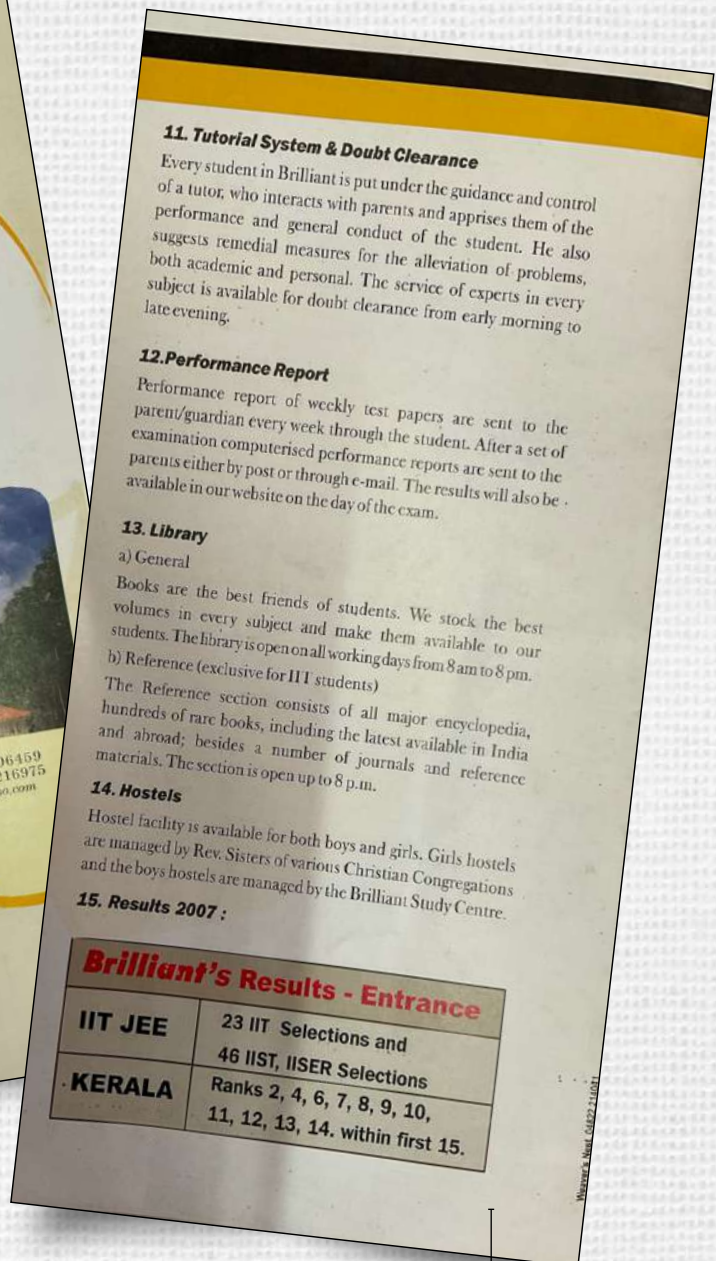 11. Tutorial System & Doubt Clearance
Every student in Brilliant is put under the guidance and control
of a tutor, who interacts with parents and apprises them of the
performance and general conduct of the student. He also
suggests remedial measures for the alleviation of problems,
both academic and personal. The service of experts in every
subject is available for doubt clearance from early morning to
late evening.
12.Performance Report
Performance report of weekly test papers are sent to the
parent/guardian every week through the student. After a set of
examination computerised performance reports are sent to the
parents either by post or through e-mail. The results will also be
available in our website on the day of the exam.
13. Library
a) General
Books are the best friends of students. We stock the best
volumes in every subject and make them available to our
students. The library is open on all working days from 8 am to 8 pm.
b) Reference (exclusive for IIT students)
The Reference section consists of all major encyclopedia,
hundreds of rare books, including the latest available in India
and abroad; besides a number of journals and reference
materials. The section is open up to 8 p.m.
14. Hostels
Hostel facility is available for both boys and girls. Girls hostels
are managed by Rev. Sisters of various Christian Congregations
and the boys hostels are managed by the Brilliant Study Centre.
15. Results 2007 :
Brilliant's Results - Entrance
IIT JEE
23 IIT Selections and
46 IIST, IISER Selections
KERALA
Ranks 2, 4, 6, 7, 8, 9, 10,
11, 12, 13, 14. within first 15.
Weaver's Nest 04822 214041
06459
216975
o.com